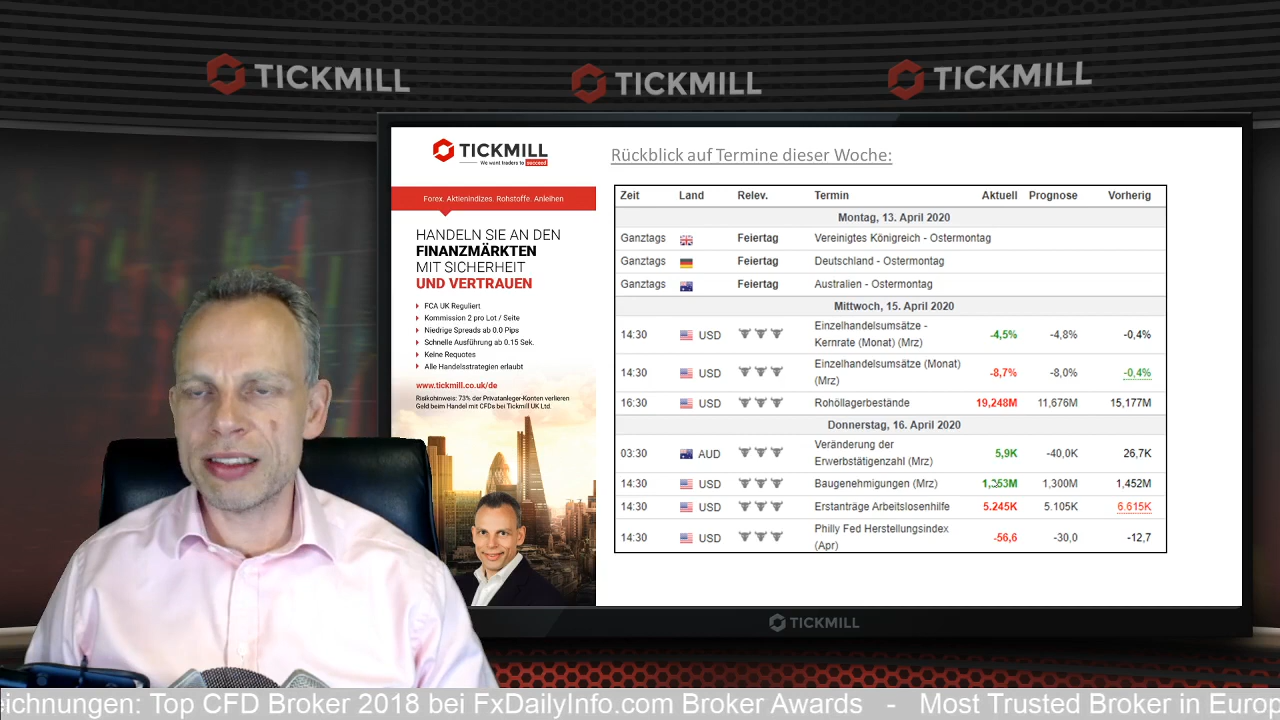 TICKMILL
TICKMILL
TICKMILL
TICKMILL
We want traders to succeed
Forex. Aktienindizes. Rohstoffe. Anleihen
HANDELN SIE AN DEN
FINANZMÄRKTEN
MIT SICHERHEIT
UND VERTRAUEN
FCA UK Reguliert
Kommission 2 pro Lot / Seite
Niedrige Spreads ab 0.0 Pips
Schnelle Ausführung ab 0.15 Sek.
Keine Requotes
Alle Handelsstrategien erlaubt
www.tickmill.co.uk/de
Risikohinweis: 73% der Privatanleger-Konten verlieren
Geld beim Handel mit CFDs bei Tickmill UK Ltd
Rückblick auf Termine dieser Woche:
Zeit Land Relev. Termin Aktuell Prognose Vorherig
Montag, 13. April 2020
Ganztags Feiertag Vereinigtes Königreich - Ostermontag
Ganztags Feiertag Deutschland - Ostermontag
Ganztags Feiertag Australien - Ostermontag
Mittwoch, 15. April 2020
14:30 USD Einzelhandelsumsätze - Kernrate (Monat) (Mrz) -4,5% -4,8% -0,4%
14:30 USD Einzelhandelsumsätze (Monat) (Mrz) -8,7% -8,0% -0,4%
16:30 USD Rohöllagerbestände 19,248M 11,676M 15,177M
Donnerstag, 16. April 2020
03:30 AUD Veränderung der Erwerbstätigenzahl (Mrz) 5,9K -40,0K 26,7K
14:30 USD Baugenehmigungen (Mrz) 1,353M 1,300M 1,452M
14:30 USD Erstanträge Arbeitslosenhilfe 5.245K 5.105K 6.615K
14:30 USD Philly Fed Herstellungsindex (Apr) -56,6 -30,0 -12,7
TICKMILL
eichnungen: Top CFD Broker 2018 bei FxDailyInfo.com Broker Awards - Most Trusted Broker in Europ